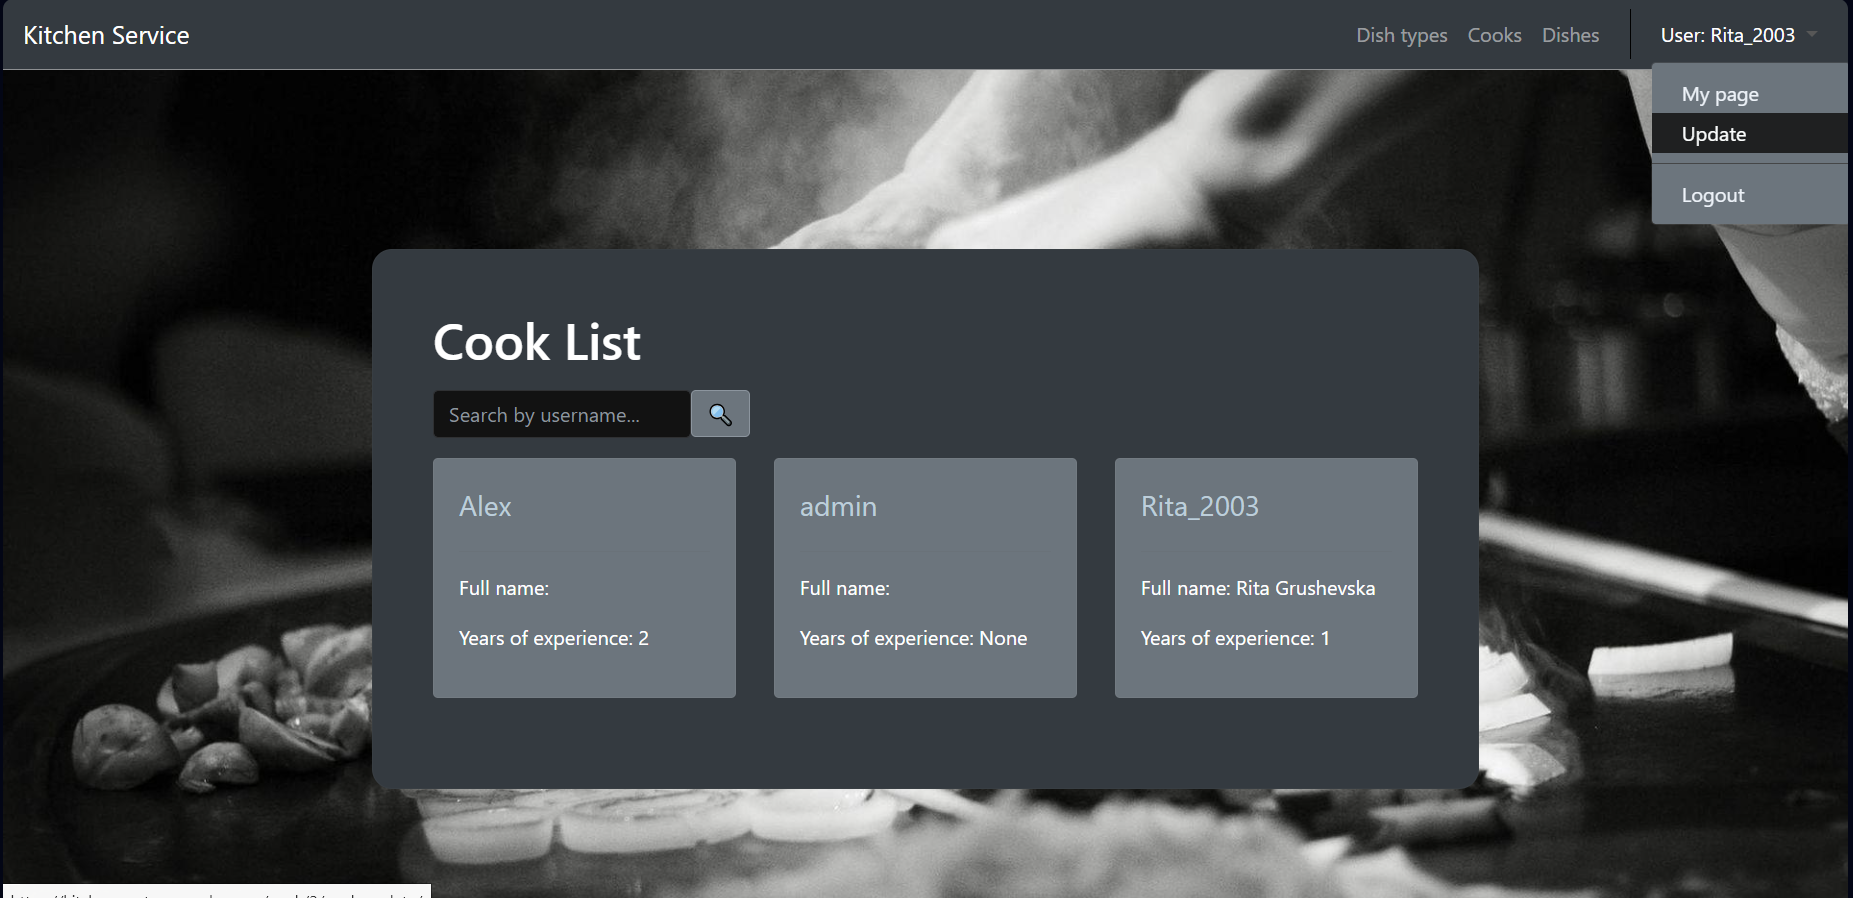 Kitchen Service
Dish types Cooks Dishes
User: Rita_2003
My page
Update
Logout
Cook List
Search by username...
Alex
Full name:
Years of experience: 2
admin
Full name:
Years of experience: None
Rita_2003
Full name: Rita Grushevska
Years of experience: 1